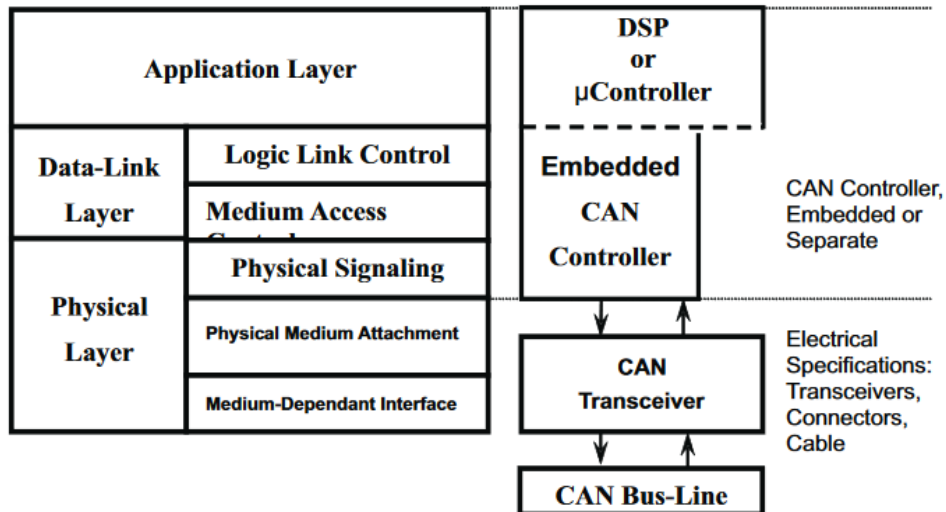 Application Layer
Data-Link
Layer
Logic Link Control
Medium Access
Physical
Layer
Physical Signaling
Physical Medium Attachment
Medium-Dependant Interface
DSP
or
µController
Embedded
CAN
Controller
CAN
Transceiver
CAN Bus-Line
CAN Controller,
Embedded or
Separate
Electrical
Specifications:
Transceivers,
Connectors,
Cable